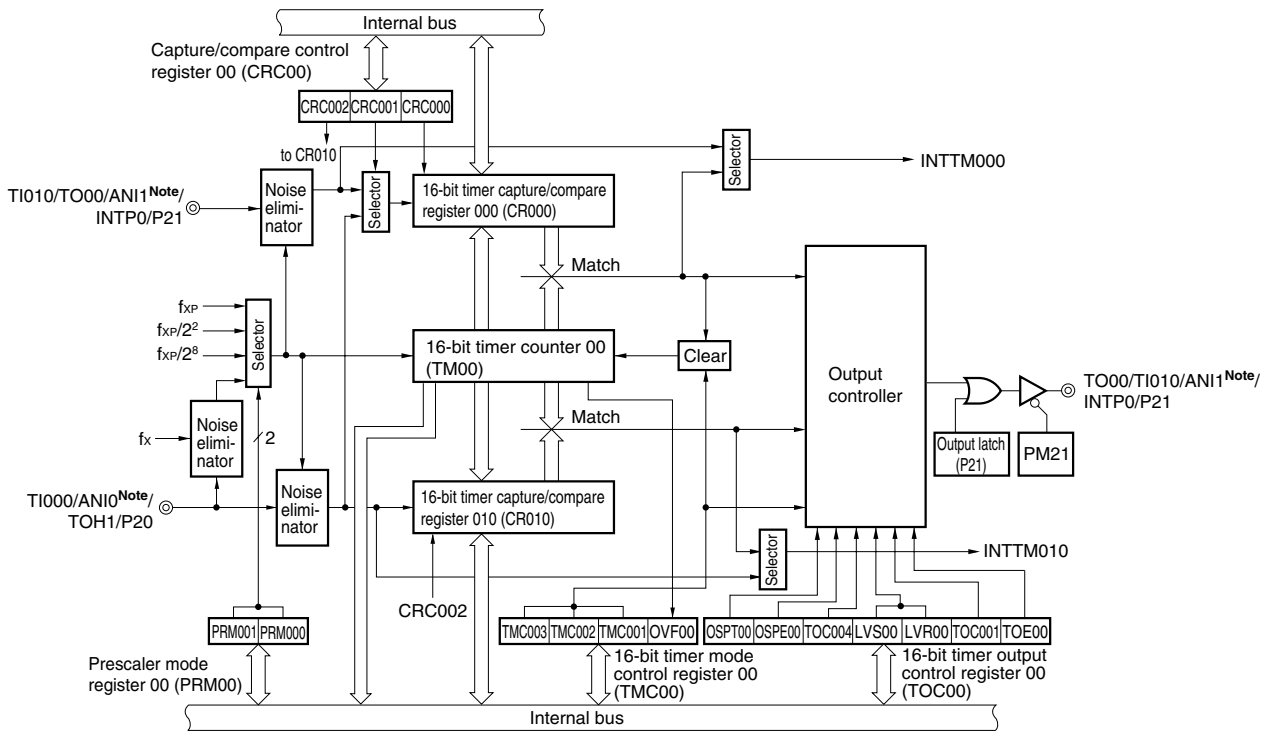 Internal bus
Capture/compare control
register 00 (CRC00)
CRC002 CRC001 CRC000
to CR010
Selector
INTTM000
TI010/TO00/ANI1Note/
INTP0/P21
Noise
elimi-
nator
Selector
16-bit timer capture/compare
register 000 (CR000)
Match
fXP
fXP/2²
fXP/2⁸
Selector
16-bit timer counter 00
(TM00)
Clear
Output
controller
TO00/TI010/ANI1Note/
INTP0/P21
Match
Output latch
(P21)
PM21
fX
Noise
elimi-
nator
2
TI000/ANI0Note/
TOH1/P20
Noise
elimi-
nator
16-bit timer capture/compare
register 010 (CR010)
Selector
INTTM010
CRC002
PRM001 PRM000
TMC003 TMC002 TMC001 OVF00
OSPT00 OSPE00 TOC004 LVS00 LVR00 TOC001 TOE00
Prescaler mode
register 00 (PRM00)
16-bit timer mode
control register 00
(TMC00)
16-bit timer output
control register 00
(TOC00)
Internal bus